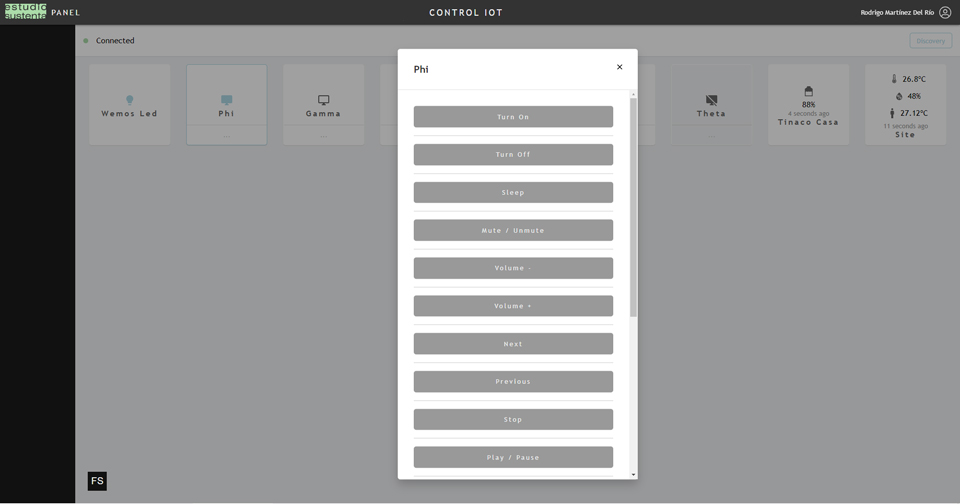 estudio
sustenta
PANEL
CONTROL IOT
Rodrigo Martínez Del Río
Connected
Discovery
Wemos Led
Phi
...
Gamma
...
Theta
...
88%
4 seconds ago
Tinaco Casa
26.8°C
48%
27.12°C
11 seconds ago
Site
Phi
×
Turn On
Turn Off
Sleep
Mute / Unmute
Volume -
Volume +
Next
Previous
Stop
Play / Pause
FS